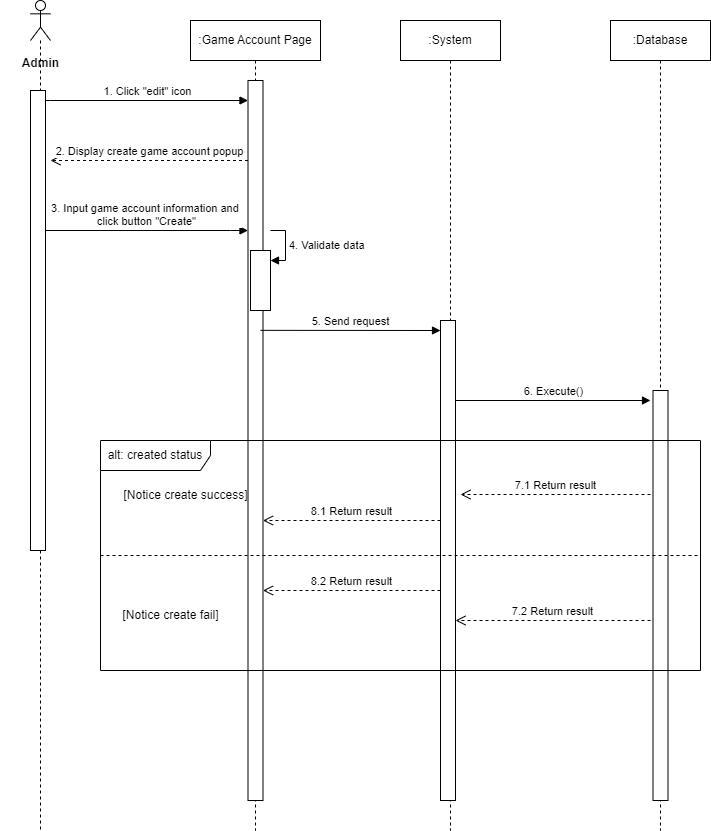 :Game Account Page
:System
:Database
Admin
1. Click "edit" icon
2. Display create game account popup
3. Input game account information and
click button "Create"
4. Validate data
5. Send request
6. Execute()
alt: created status
[Notice create success]
7.1 Return result
8.1 Return result
8.2 Return result
[Notice create fail]
7.2 Return result